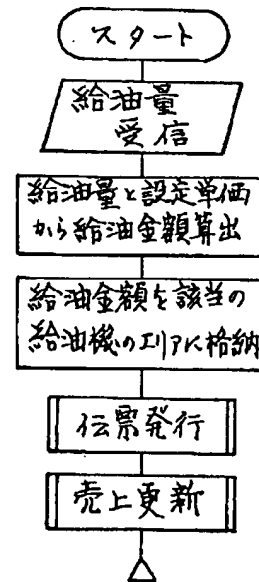 スタート
給油量
受信
給油量と設定単価
から給油金額算出
給油金額を該当の
給油機のエリアに格納
伝票発行
売上更新